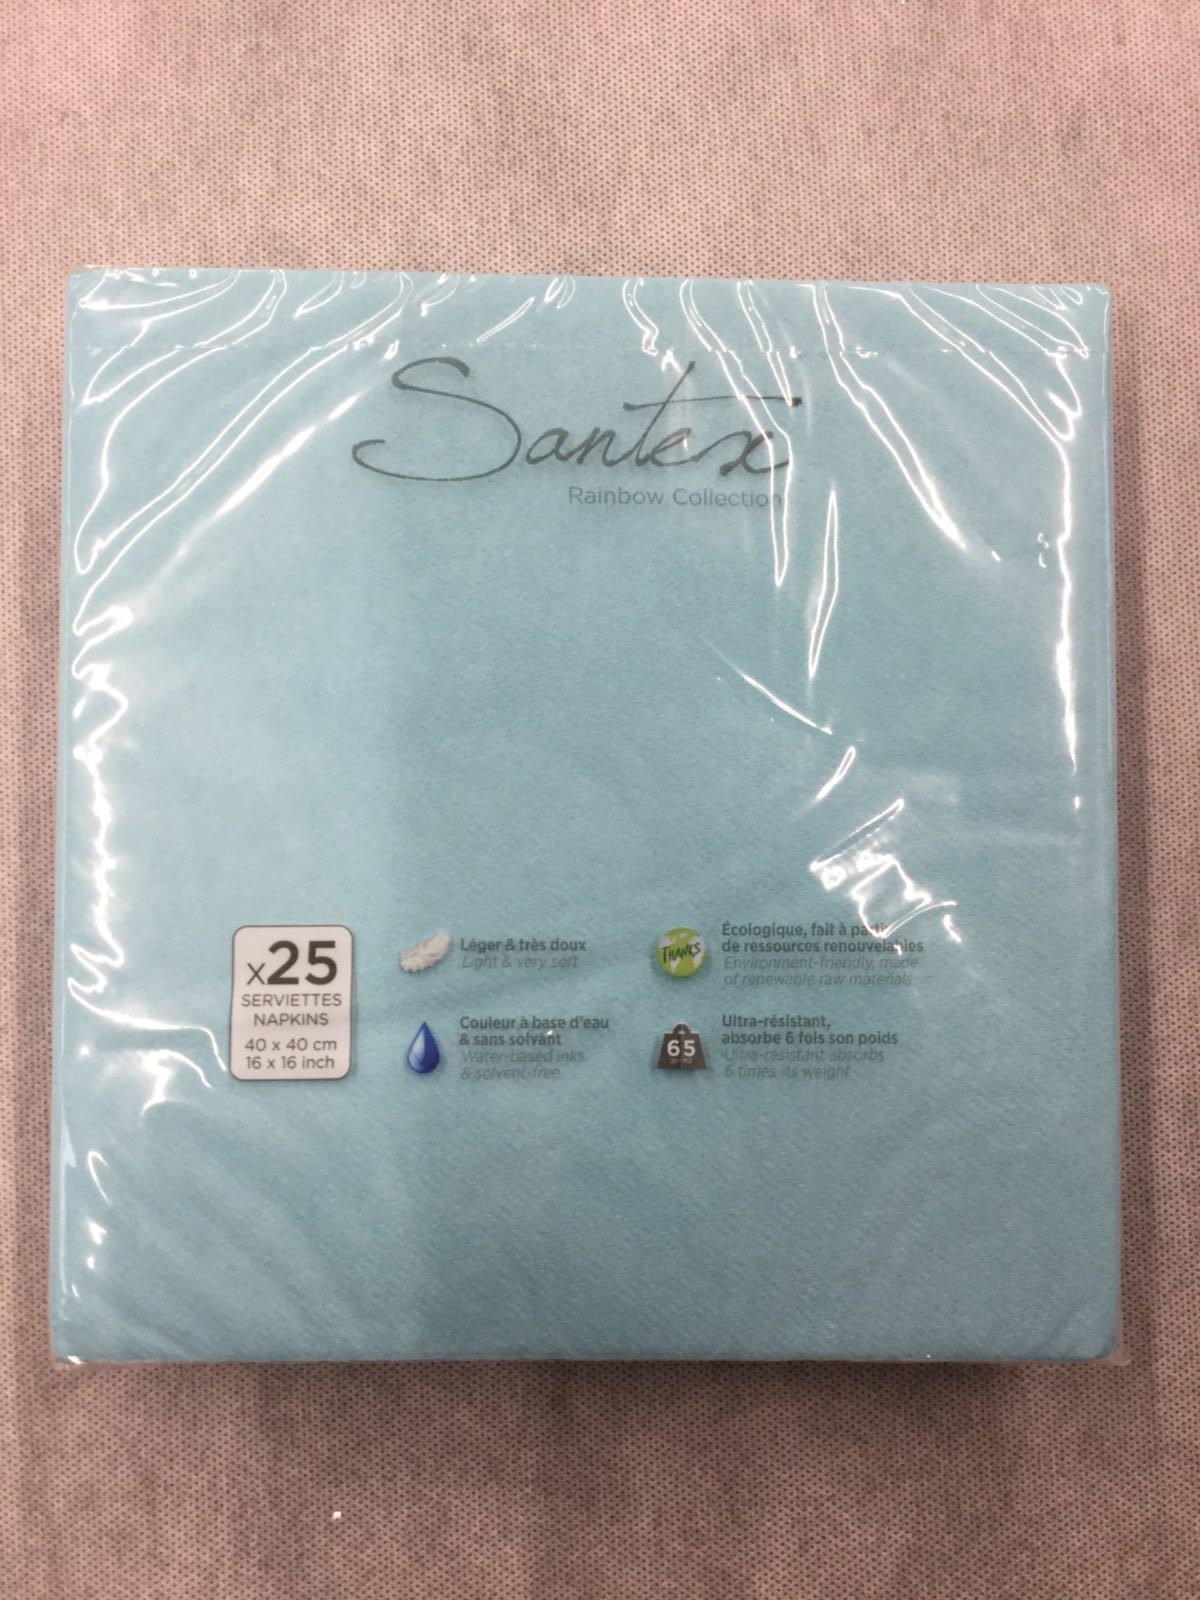 Santex
Rainbow Collection
x25
SERVIETTES
NAPKINS
40 x 40 cm
16 x 16 inch
Léger & très doux
Light & very soft
Couleur à base d'eau
& sans solvant
Water-based inks
& solvent-free
THANKS
Écologique, fait à partir
de ressources renouvelables
Environment-friendly, made
of renewable raw materials
65
Ultra-résistant,
absorbe 6 fois son poids
Ultra-resistant absorbs
6 times its weight